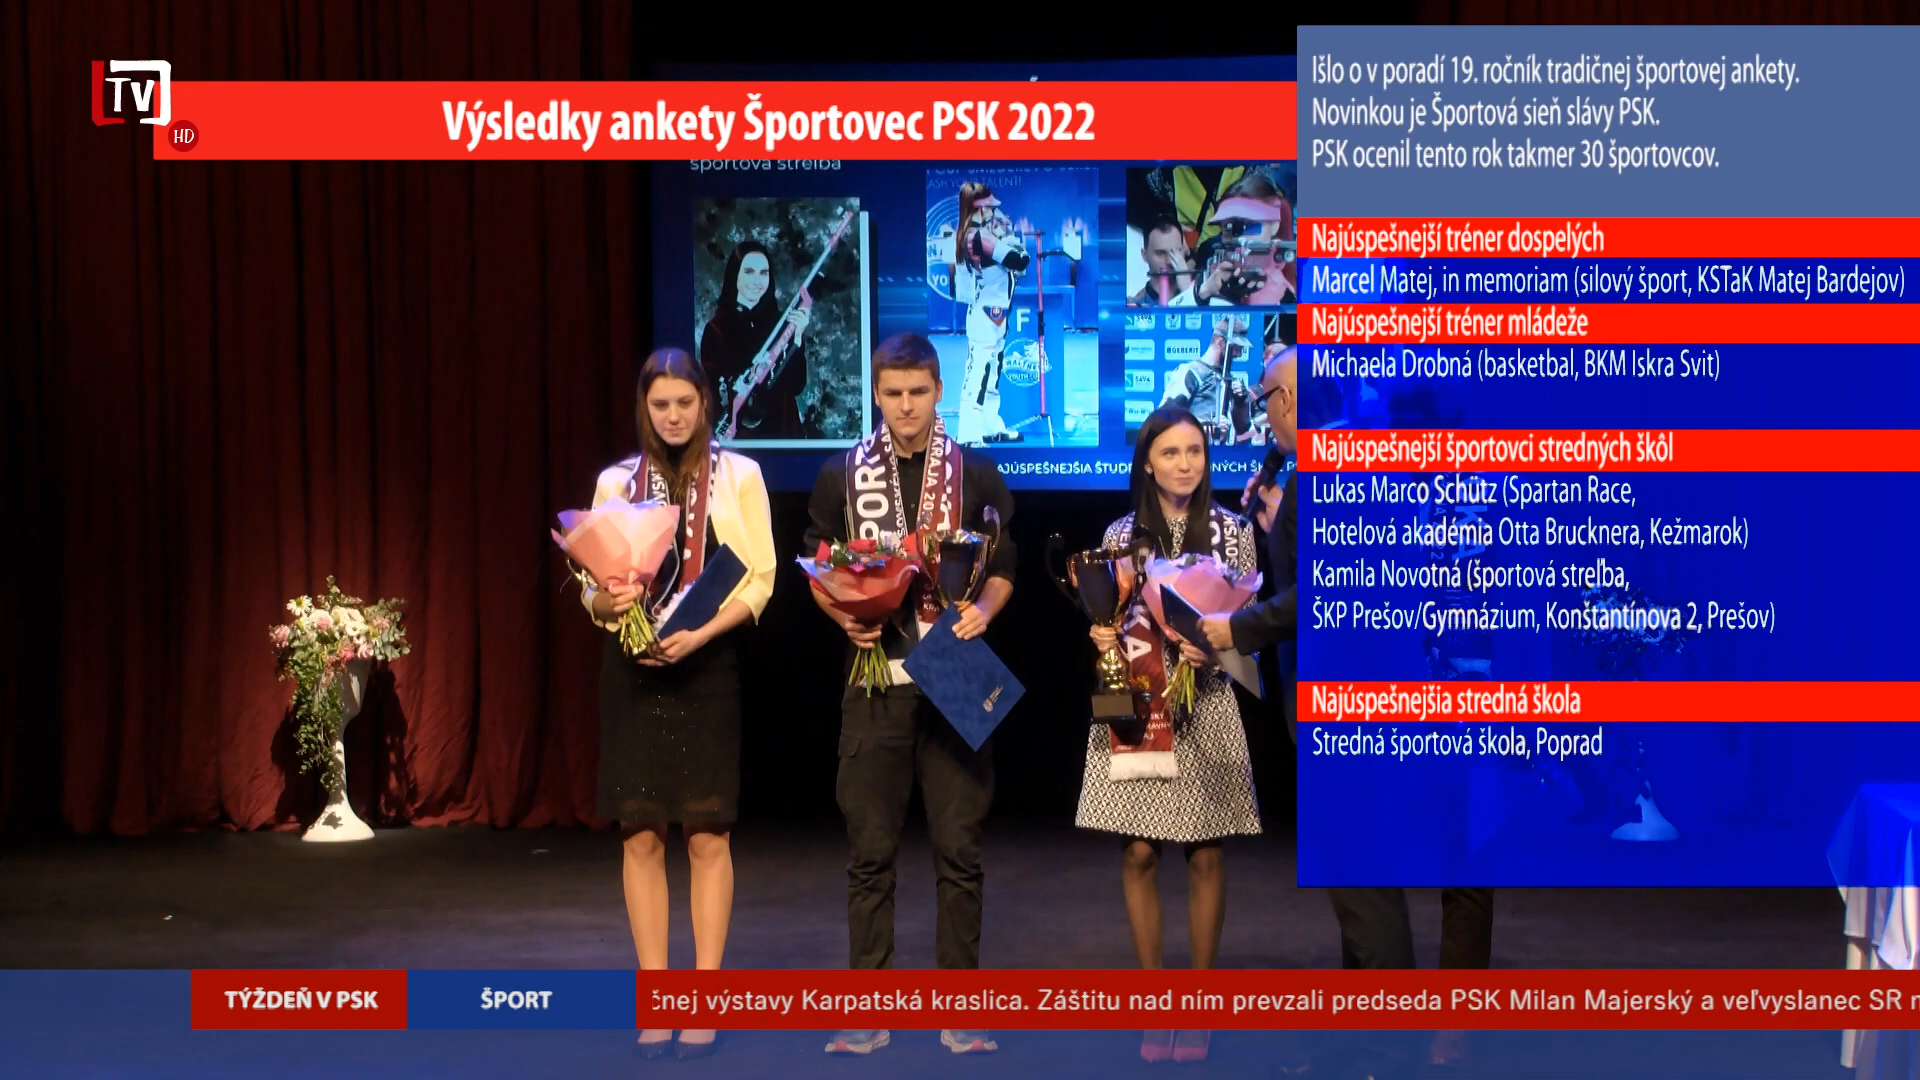 TV
HD
Výsledky ankety Športovec PSK 2022
športová streľba
Išlo o v poradí 19. ročník tradičnej športovej ankety.
Novinkou je Športová sieň slávy PSK.
PSK ocenil tento rok takmer 30 športovcov.
Najúspešnejší tréner dospelých
Marcel Matej, in memoriam (silový šport, KSTaK Matej Bardejov)
Najúspešnejší tréner mládeže
Michaela Drobná (basketbal, BKM Iskra Svit)
Najúspešnejší športovci stredných škôl
Lukas Marco Schütz (Spartan Race,
Hotelová akadémia Otta Brucknera, Kežmarok)
Kamila Novotná (športová streľba,
ŠKP Prešov/Gymnázium, Konštantínova 2, Prešov)
Najúspešnejšia stredná škola
Stredná športová škola, Poprad
F
GEBERIT
AJÚSPEŠNEJŠIA ŠTUD
TÝŽDEŇ V PSK
ŠPORT
čnej výstavy Karpatská kraslica. Záštitu nad ním prevzali predseda PSK Milan Majerský a veľvyslanec SR